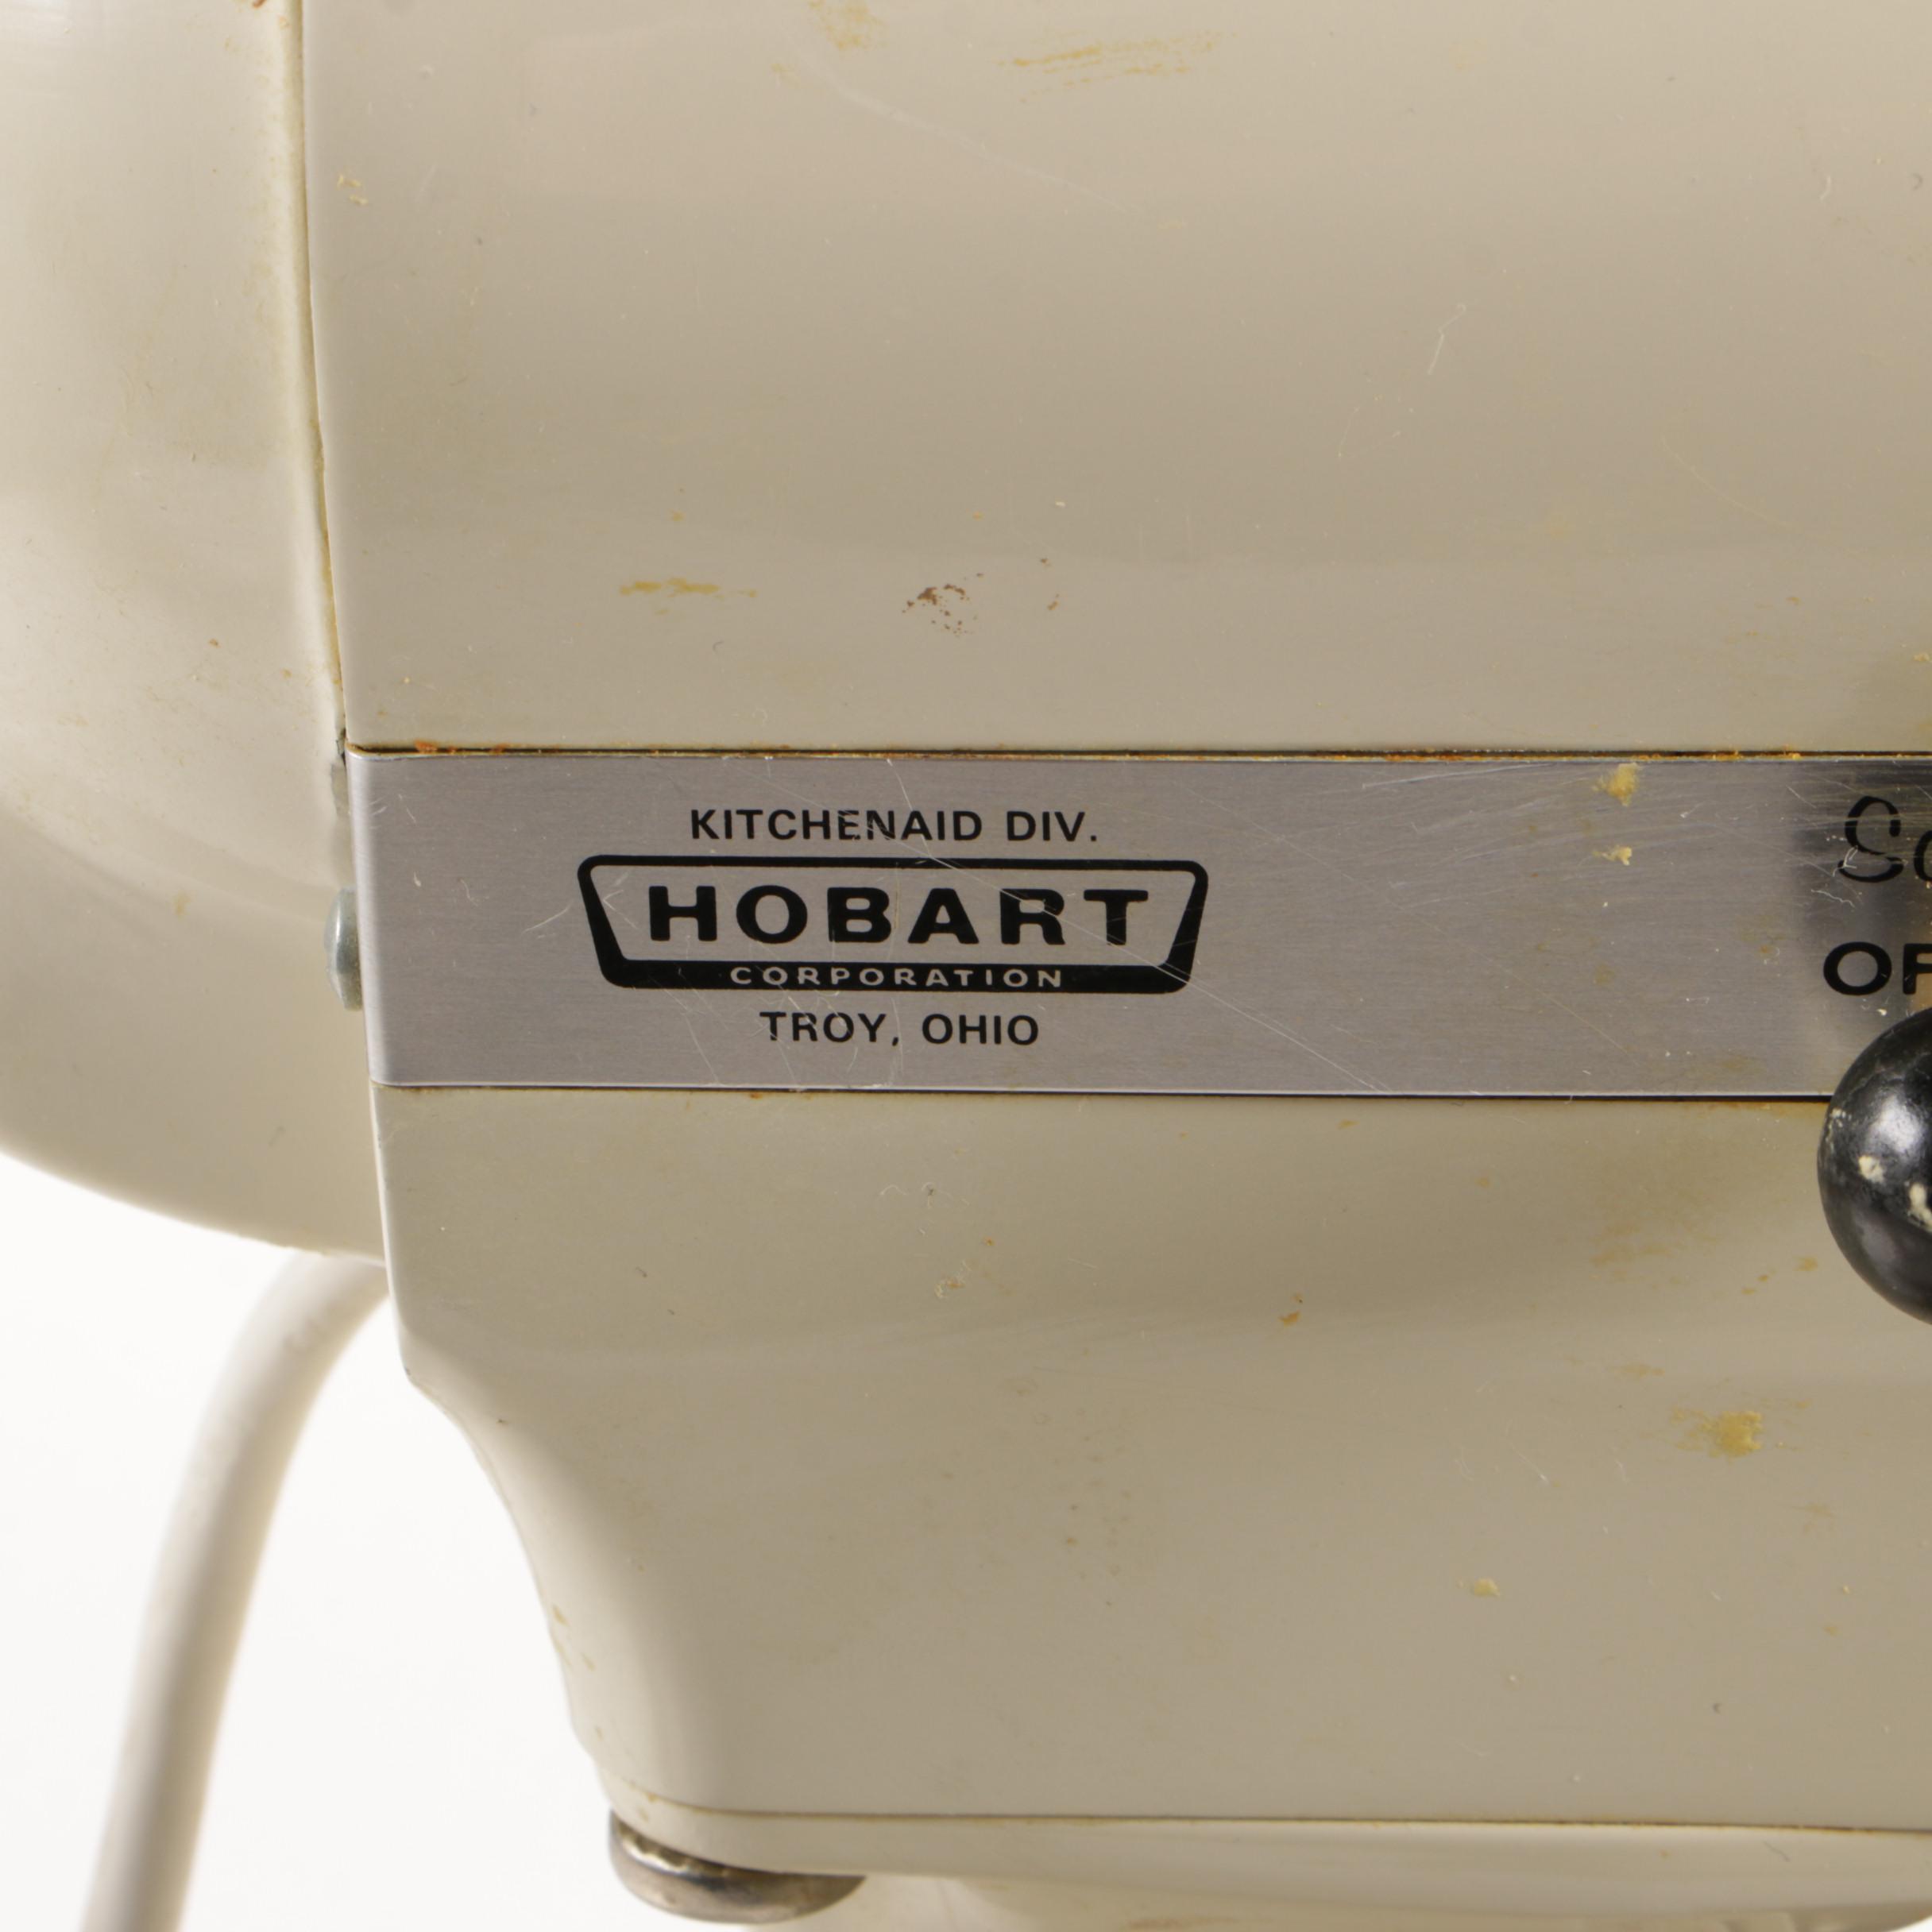 KITCHENAID DIV.
HOBART
CORPORATION
TROY, OHIO